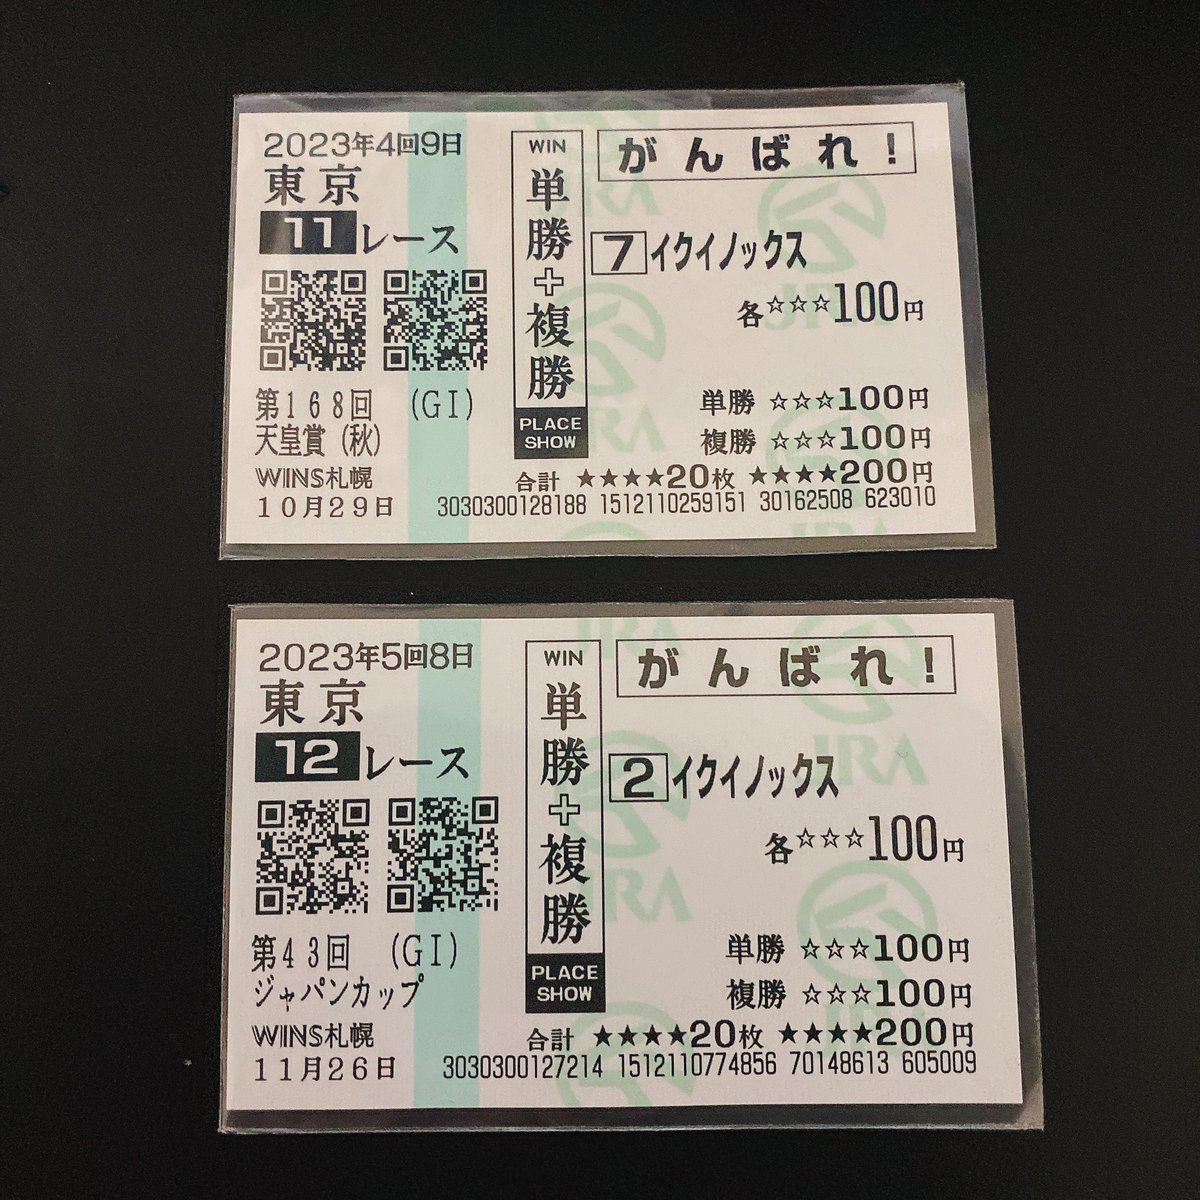 2023年4回9日
東京
11レース
第168回 (GI)
天皇賞(秋)
WINS札幌
10月29日
WIN
単勝+複勝
PLACE
SHOW
がんばれ!
7イクイノックス
各☆☆☆100円
単勝 ☆☆☆100円
複勝 ☆☆☆100円
合計 ★★★★20枚 ★★★★200円
3030300128188 1512110259151 30162508 623010
JRA
2023年5回8日
東京
12レース
第43回 (GI)
ジャパンカップ
WINS札幌
11月26日
WIN
単勝+複勝
PLACE
SHOW
がんばれ!
2イクイノックス
各☆☆☆100円
単勝 ☆☆☆100円
複勝 ☆☆☆100円
合計 ★★★★20枚 ★★★★200円
3030300127214 1512110774856 70148613 605009
JRA